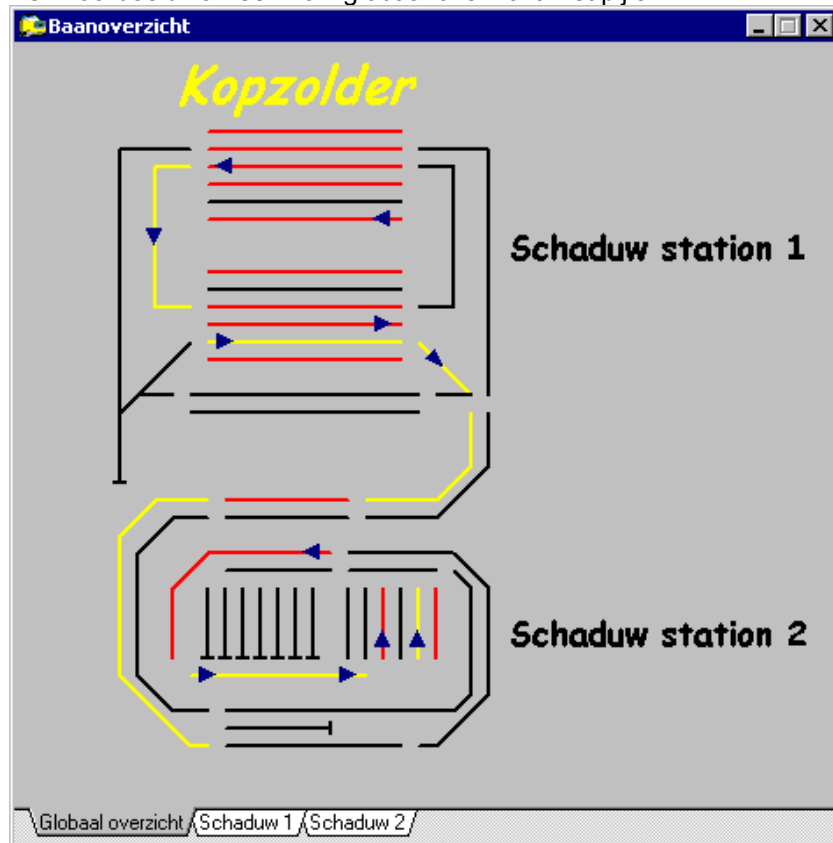 Baanoverzicht
Kopzolder
Schaduw station 1
Schaduw station 2
Globaal overzicht
Schaduw 1
Schaduw 2